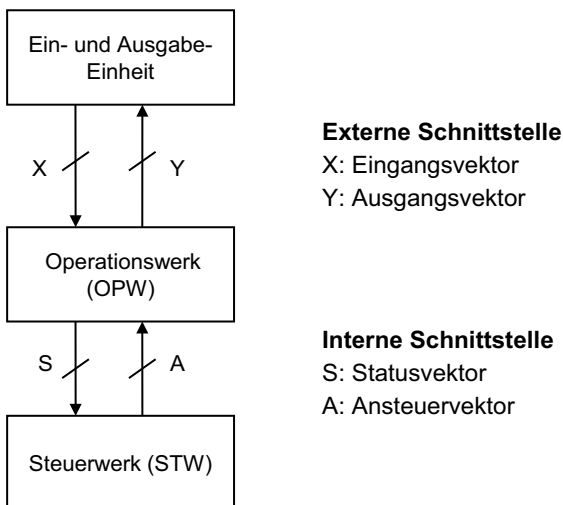 Ein- und Ausgabe-
Einheit
X
Y
Externe Schnittstelle
X: Eingangsvektor
Y: Ausgangsvektor
Operationswerk
(OPW)
S
A
Interne Schnittstelle
S: Statusvektor
A: Ansteuervektor
Steuerwerk (STW)